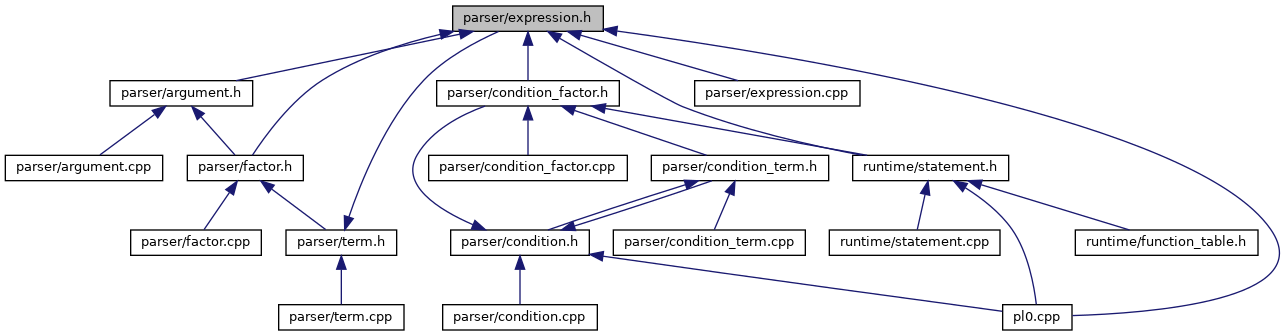 parser/expression.h
parser/argument.h
parser/condition_factor.h
parser/expression.cpp
parser/argument.cpp
parser/factor.h
parser/condition_factor.cpp
parser/condition_term.h
runtime/statement.h
parser/factor.cpp
parser/term.h
parser/condition.h
parser/condition_term.cpp
runtime/statement.cpp
runtime/function_table.h
parser/term.cpp
parser/condition.cpp
pl0.cpp